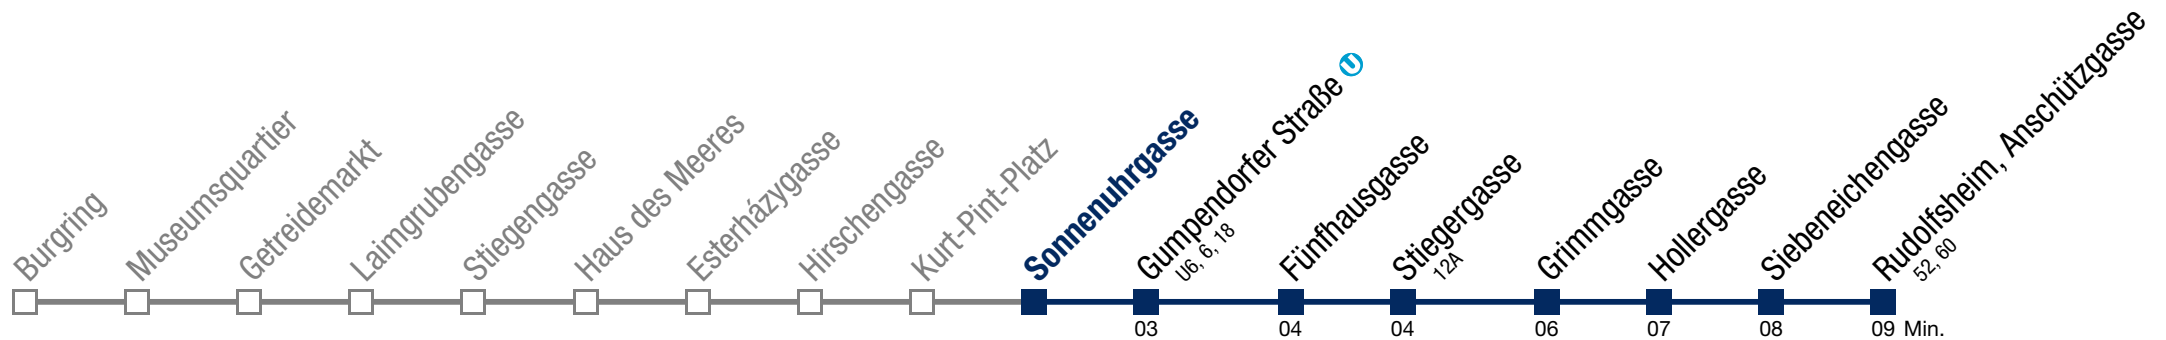 Burgring
Museumsquartier
Getreidemarkt
Laimgrubengasse
Stiegengasse
Haus des Meeres
Esterházygasse
Hirschengasse
Kurt-Pint-Platz
Sonnenuhrgasse
Gumpendorfer Straße U
U6, 6, 18
Fünfhausgasse
Stiegergasse
12A
Grimmgasse
Hollergasse
Siebeneichengasse
Rudolfsheim, Anschützgasse
52, 60
03 04 04 06 07 08 09 Min.